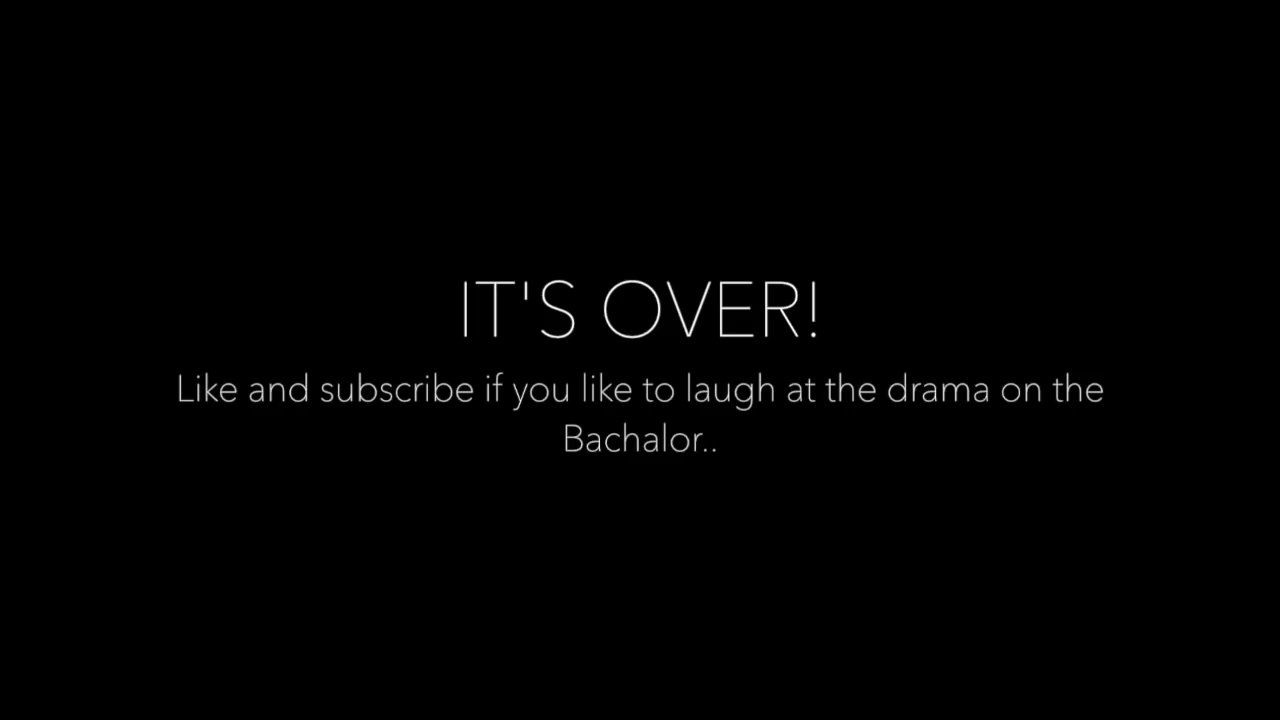 IT'S OVER!
Like and subscribe if you like to laugh at the drama on the
Bachalor..